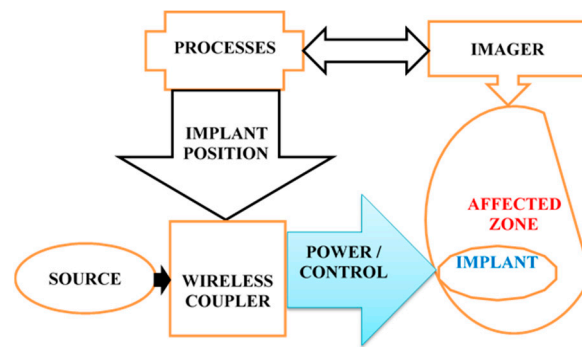 PROCESSES
IMAGER
IMPLANT
POSITION
AFFECTED
ZONE
SOURCE
WIRELESS
COUPLER
POWER /
CONTROL
IMPLANT